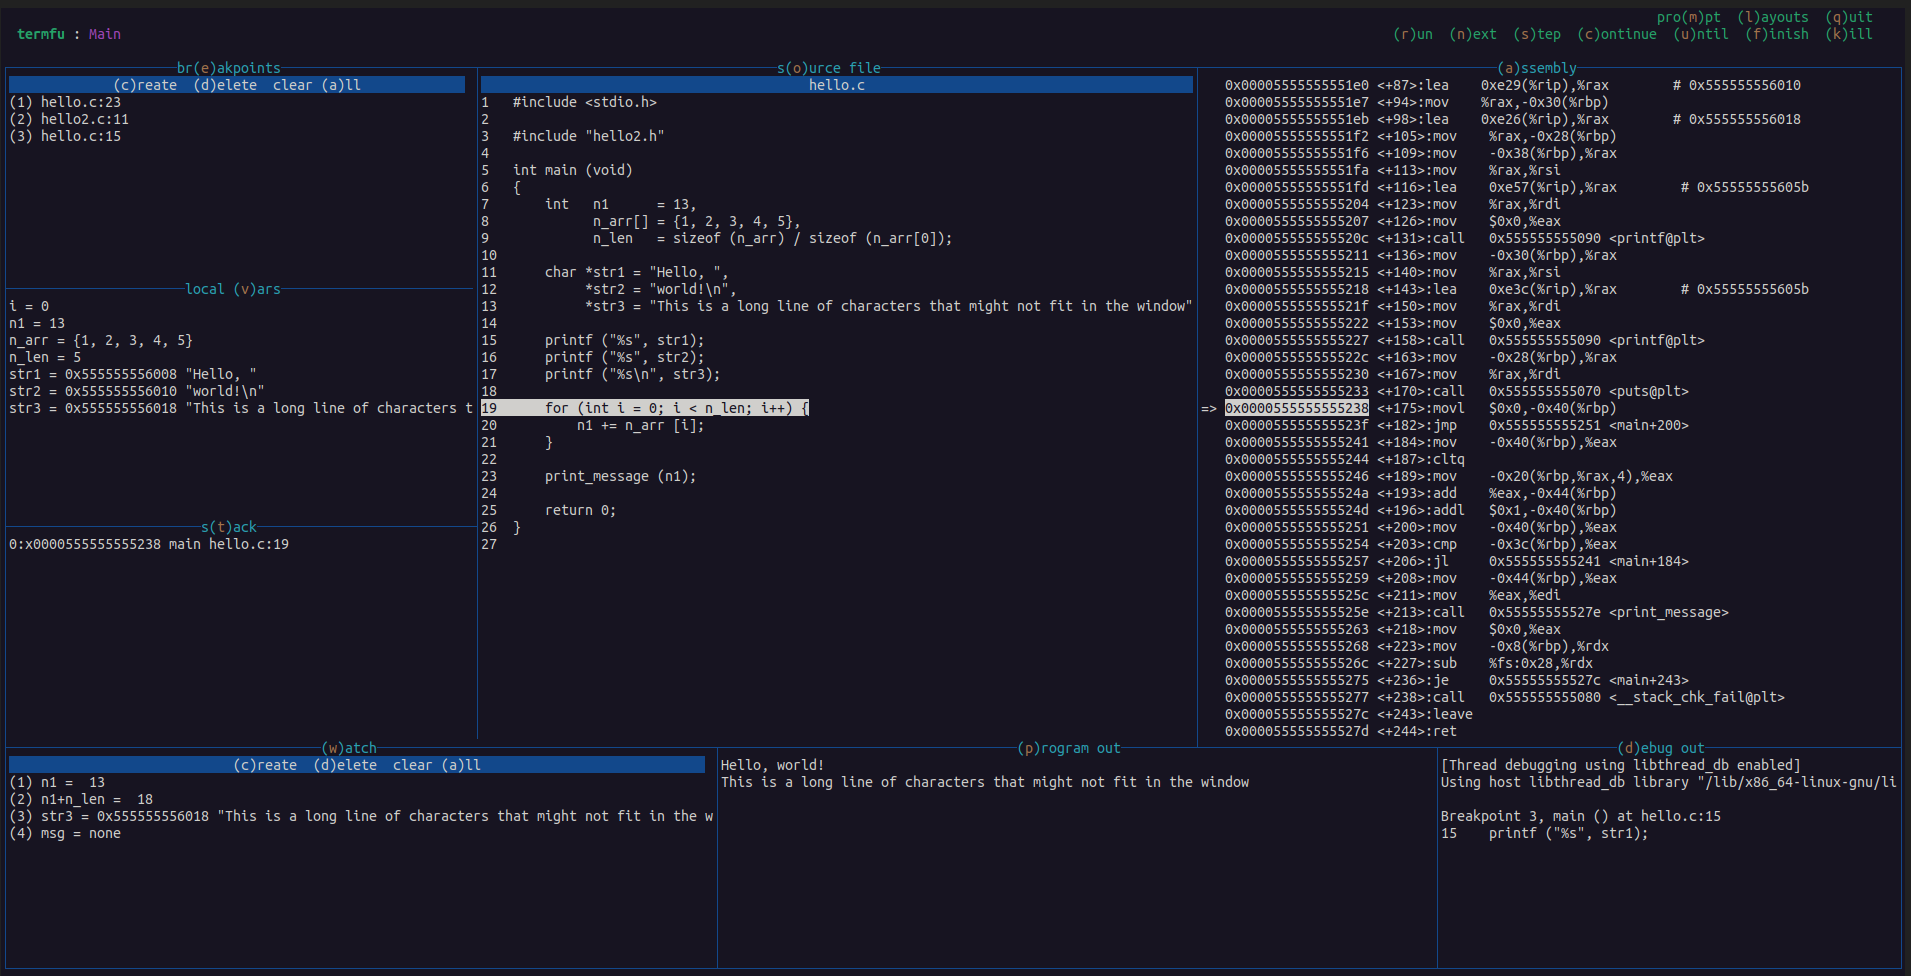 pro(m)pt  (l)ayouts  (q)uit
termfu : Main
(r)un  (n)ext  (s)tep  (c)ontinue  (u)ntil  (f)inish  (k)ill
br(e)akpoints
(c)reate  (d)elete  clear (a)ll
(1) hello.c:23
(2) hello2.c:11
(3) hello.c:15
local (v)ars
i = 0
n1 = 13
n_arr = {1, 2, 3, 4, 5}
n_len = 5
str1 = 0x555555556008 "Hello, "
str2 = 0x555555556010 "world!\n"
str3 = 0x555555556018 "This is a long line of characters t
s(t)ack
0:x0000555555555238 main hello.c:19
s(o)urce file
hello.c
1   #include <stdio.h>
2
3   #include "hello2.h"
4
5   int main (void)
6   {
7       int   n1      = 13,
8             n_arr[] = {1, 2, 3, 4, 5},
9             n_len   = sizeof (n_arr) / sizeof (n_arr[0]);
10
11      char *str1 = "Hello, ",
12           *str2 = "world!\n",
13           *str3 = "This is a long line of characters that might not fit in the window"
14
15      printf ("%s", str1);
16      printf ("%s", str2);
17      printf ("%s\n", str3);
18
19      for (int i = 0; i < n_len; i++) {
20          n1 += n_arr [i];
21      }
22
23      print_message (n1);
24
25      return 0;
26  }
27
(a)ssembly
0x00005555555551e0 <+87>:lea    0xe29(%rip),%rax        # 0x555555556010
0x00005555555551e7 <+94>:mov    %rax,-0x30(%rbp)
0x00005555555551eb <+98>:lea    0xe26(%rip),%rax        # 0x555555556018
0x00005555555551f2 <+105>:mov    %rax,-0x28(%rbp)
0x00005555555551f6 <+109>:mov    -0x38(%rbp),%rax
0x00005555555551fa <+113>:mov    %rax,%rsi
0x00005555555551fd <+116>:lea    0xe57(%rip),%rax        # 0x55555555605b
0x0000555555555204 <+123>:mov    %rax,%rdi
0x0000555555555207 <+126>:mov    $0x0,%eax
0x000055555555520c <+131>:call   0x555555555090 <printf@plt>
0x0000555555555211 <+136>:mov    -0x30(%rbp),%rax
0x0000555555555215 <+140>:mov    %rax,%rsi
0x0000555555555218 <+143>:lea    0xe3c(%rip),%rax        # 0x55555555605b
0x000055555555521f <+150>:mov    %rax,%rdi
0x0000555555555222 <+153>:mov    $0x0,%eax
0x0000555555555227 <+158>:call   0x555555555090 <printf@plt>
0x000055555555522c <+163>:mov    -0x28(%rbp),%rax
0x0000555555555230 <+167>:mov    %rax,%rdi
0x0000555555555233 <+170>:call   0x555555555070 <puts@plt>
=> 0x0000555555555238 <+175>:movl   $0x0,-0x40(%rbp)
0x000055555555523f <+182>:jmp    0x555555555251 <main+200>
0x0000555555555241 <+184>:mov    -0x40(%rbp),%eax
0x0000555555555244 <+187>:cltq
0x0000555555555246 <+189>:mov    -0x20(%rbp,%rax,4),%eax
0x000055555555524a <+193>:add    %eax,-0x44(%rbp)
0x000055555555524d <+196>:addl   $0x1,-0x40(%rbp)
0x0000555555555251 <+200>:mov    -0x40(%rbp),%eax
0x0000555555555254 <+203>:cmp    -0x3c(%rbp),%eax
0x0000555555555257 <+206>:jl     0x555555555241 <main+184>
0x0000555555555259 <+208>:mov    -0x44(%rbp),%eax
0x000055555555525c <+211>:mov    %eax,%edi
0x000055555555525e <+213>:call   0x55555555527e <print_message>
0x0000555555555263 <+218>:mov    $0x0,%eax
0x0000555555555268 <+223>:mov    -0x8(%rbp),%rdx
0x000055555555526c <+227>:sub    %fs:0x28,%rdx
0x0000555555555275 <+236>:je     0x55555555527c <main+243>
0x0000555555555277 <+238>:call   0x555555555080 <__stack_chk_fail@plt>
0x000055555555527c <+243>:leave
0x000055555555527d <+244>:ret
(w)atch
(c)reate  (d)elete  clear (a)ll
(1) n1 =  13
(2) n1+n_len =  18
(3) str3 = 0x555555556018 "This is a long line of characters that might not fit in the w
(4) msg = none
(p)rogram out
Hello, world!
This is a long line of characters that might not fit in the window
(d)ebug out
[Thread debugging using libthread_db enabled]
Using host libthread_db library "/lib/x86_64-linux-gnu/li
Breakpoint 3, main () at hello.c:15
15    printf ("%s", str1);